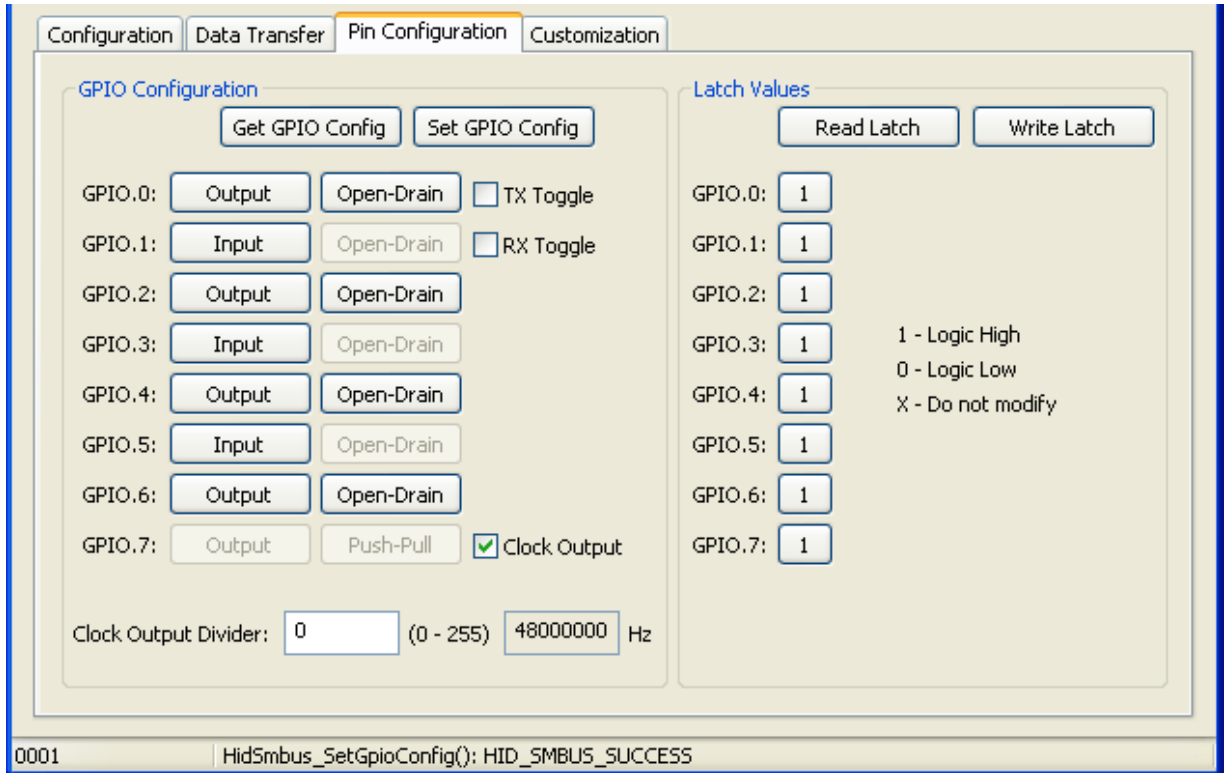 Configuration Data Transfer Pin Configuration Customization
GPIO Configuration Latch Values
Get GPIO Config Set GPIO Config Read Latch Write Latch
GPIO.0: Output Open-Drain TX Toggle GPIO.0: 1
GPIO.1: Input Open-Drain RX Toggle GPIO.1: 1
GPIO.2: Output Open-Drain GPIO.2: 1
GPIO.3: Input Open-Drain GPIO.3: 1 1 - Logic High
0 - Logic Low
GPIO.4: Output Open-Drain GPIO.4: 1 X - Do not modify
GPIO.5: Input Open-Drain GPIO.5: 1
GPIO.6: Output Open-Drain GPIO.6: 1
GPIO.7: Output Push-Pull Clock Output GPIO.7: 1
Clock Output Divider: 0 (0 - 255) 48000000 Hz
0001 HidSmbus_SetGpioConfig(): HID_SMBUS_SUCCESS